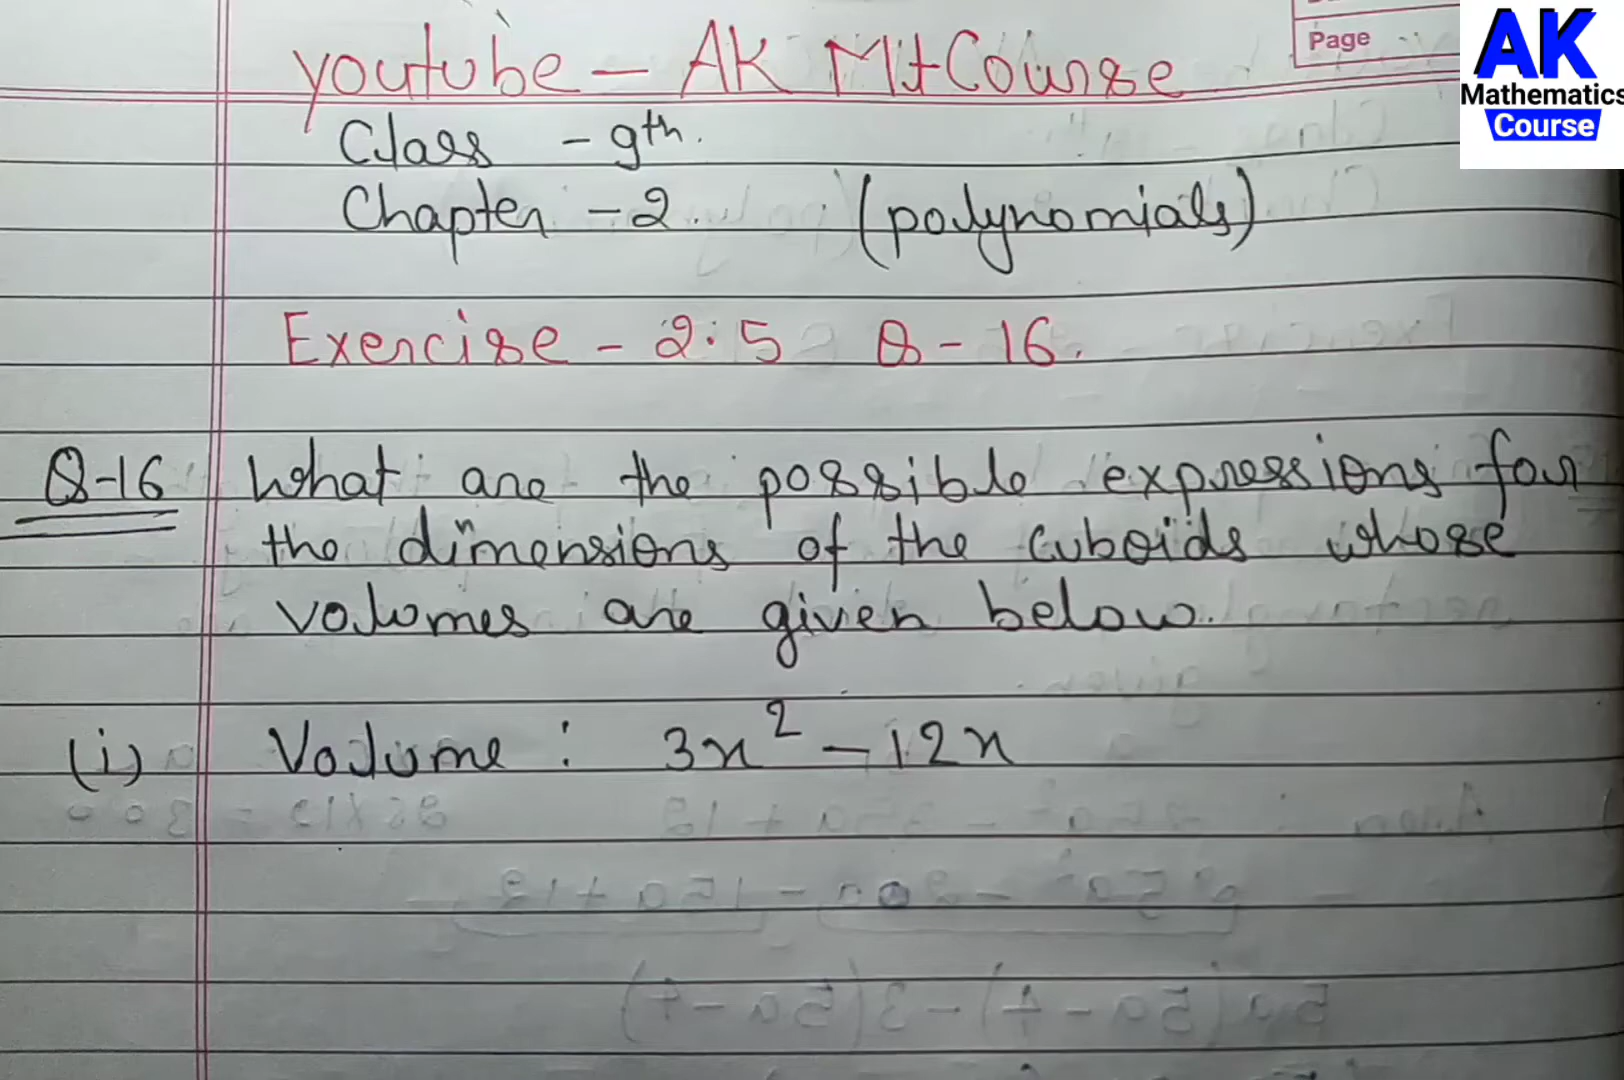 youtube – AK MtCourse
Page
AK
Mathematics
Course
Class – 9th.
Chapter – 2. (polynomials)
Exercise – 2.5 Q – 16.
Q-16 What are the possible expressions for
the dimensions of the cuboids whose
volumes are given below.
(i) Volume : 3x² – 12x